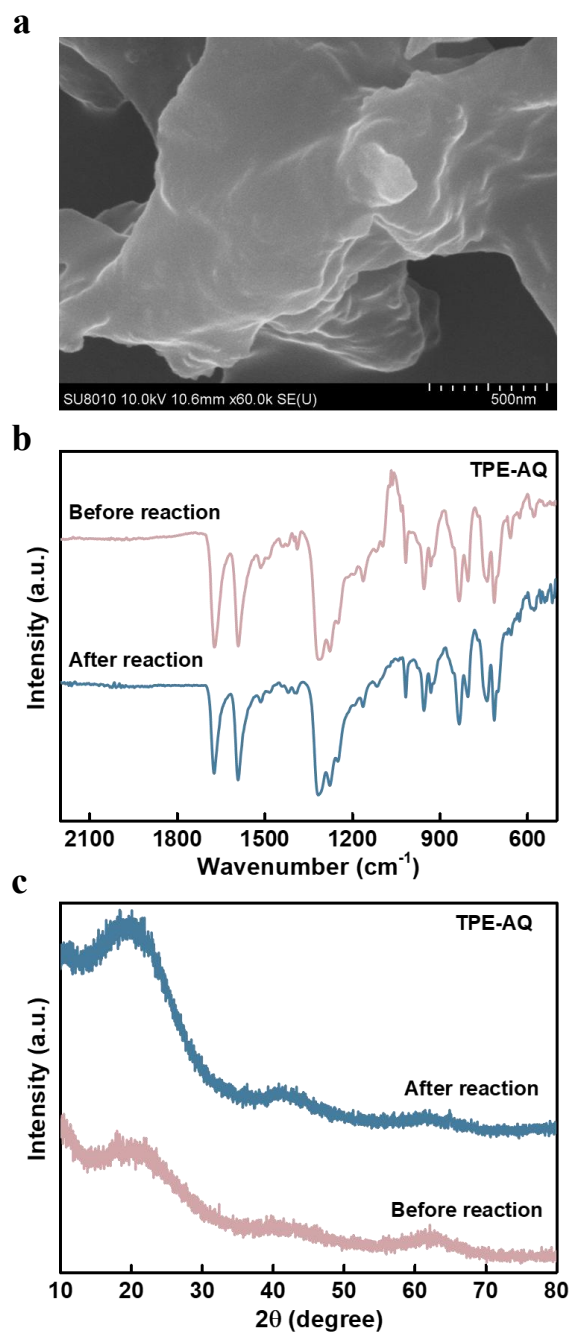 a
SU8010 10.0kV 10.6mm x60.0k SE(U)
500nm
b
TPE-AQ
Before reaction
After reaction
Intensity (a.u.)
2100 1800 1500 1200 900 600
Wavenumber (cm⁻¹)
c
TPE-AQ
After reaction
Before reaction
Intensity (a.u.)
10 20 30 40 50 60 70 80
2θ (degree)